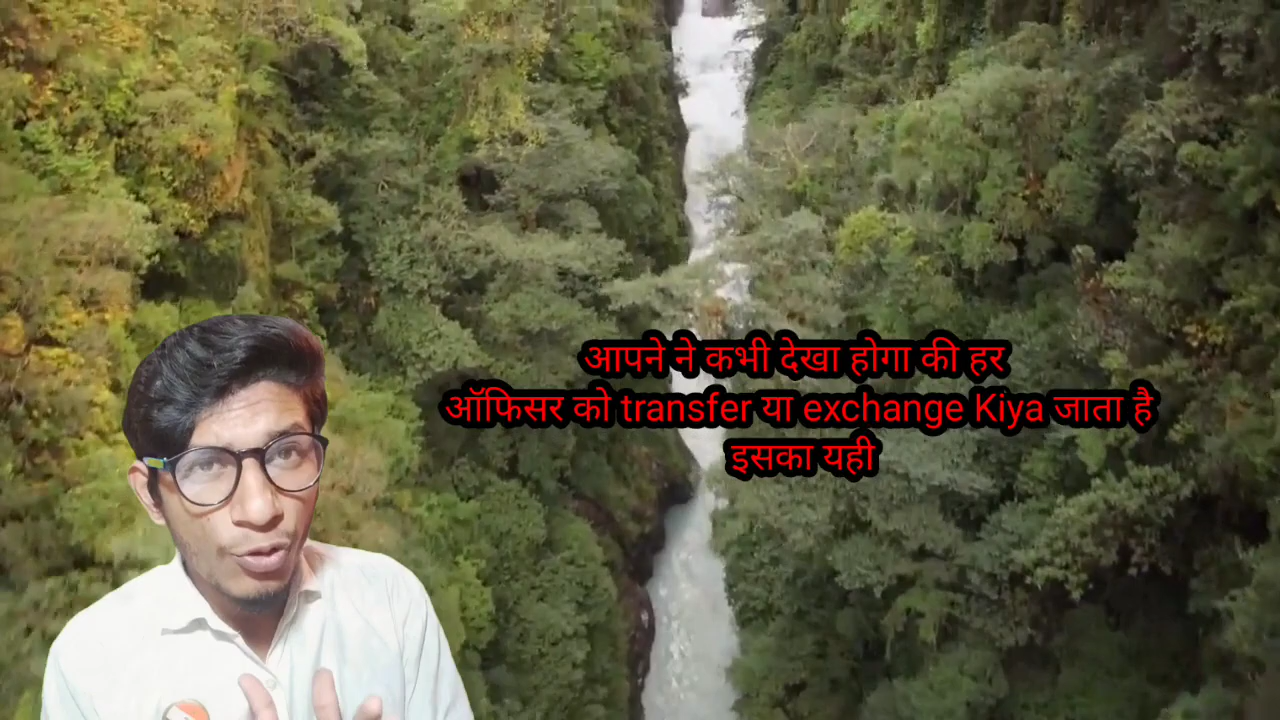 आपने ने कभी देखा होगा की हर
ऑफिसर को transfer या exchange Kiya जाता है
इसका यही